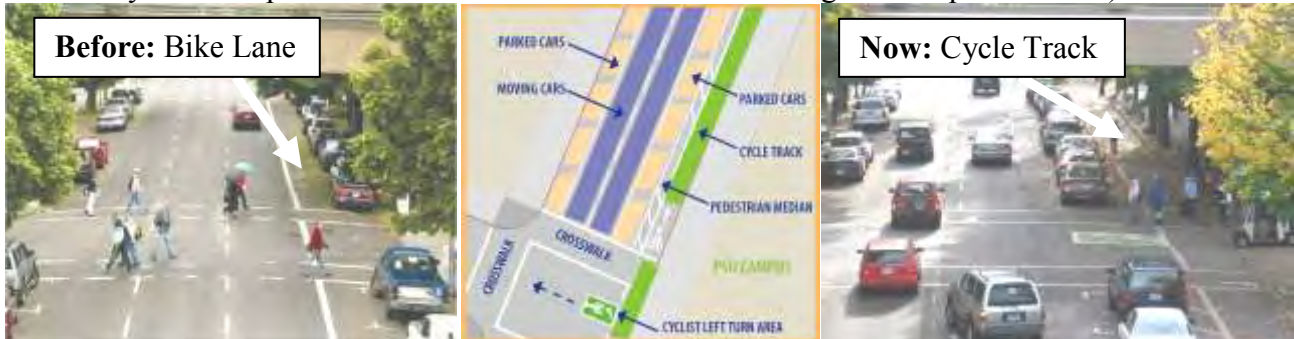 Before: Bike Lane
PARKED CARS
MOVING CARS
PARKED CARS
CYCLE TRACK
PEDESTRIAN MEDIAN
CROSSWALK
CROSSWALK
PSU CAMPUS
CYCLIST LEFT TURN AREA
Now: Cycle Track